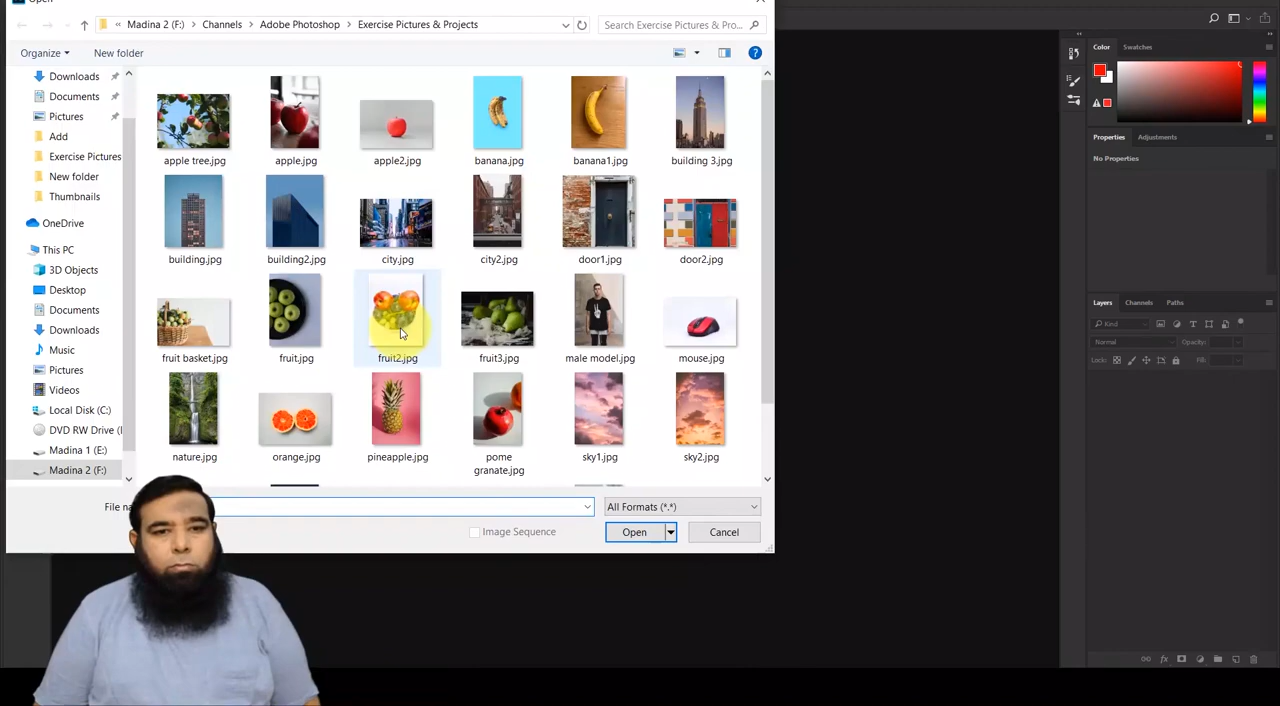 Open
« Madina 2 (F:) > Channels > Adobe Photoshop > Exercise Pictures & Projects
Search Exercise Pictures & Pro...
Organize
New folder
Downloads
Documents
Pictures
Add
Exercise Pictures
New folder
Thumbnails
OneDrive
This PC
3D Objects
Desktop
Documents
Downloads
Music
Pictures
Videos
Local Disk (C:)
DVD RW Drive (
Madina 1 (E:)
Madina 2 (F:)
apple tree.jpg
apple.jpg
apple2.jpg
banana.jpg
banana1.jpg
building 3.jpg
building.jpg
building2.jpg
city.jpg
city2.jpg
door1.jpg
door2.jpg
fruit basket.jpg
fruit.jpg
fruit2.jpg
fruit3.jpg
male model.jpg
mouse.jpg
nature.jpg
orange.jpg
pineapple.jpg
pome
granate.jpg
sky1.jpg
sky2.jpg
File na
All Formats (*.*)
Image Sequence
Open
Cancel
Color
Swatches
Properties
Adjustments
No Properties
Layers
Channels
Paths
Kind
Normal
Opacity:
Lock:
Fill:
fx